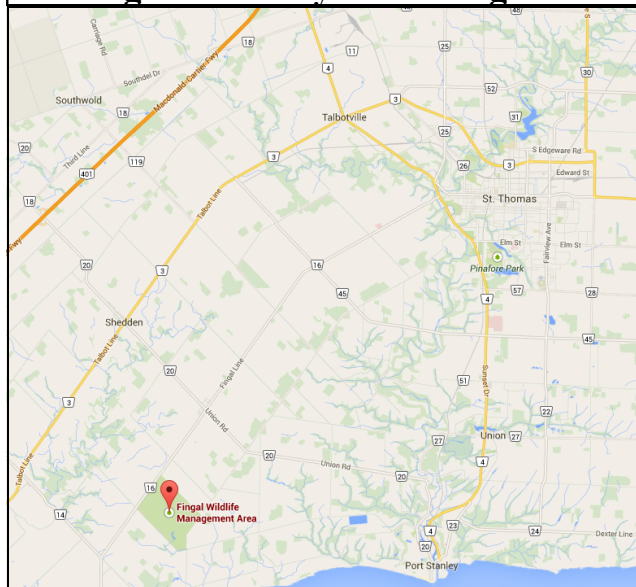 Carriage Rd
18
11
4
Southdel Dr
Macdonald-Cartier Fwy
30
52
Southwold
25
3
18
Talbotville
31
20
Third Line
25
119
3
S Edgeware Rd
26
3
401
Edward St
18
Talbot Line
St. Thomas
Fwy
Elm St
Fairview Ave
Elm St
20
16
Pinafore Park
3
57
28
45
4
Shedden
45
Talbot Line
20
Fingal Line
Sunset Dr
51
3
Union Rd
22
27
Union
27
20
Talbot Line
Union Rd
20
4
16
Fingal Wildlife
Management Area
14
23
4
24
Dexter Line
20
Port Stanley